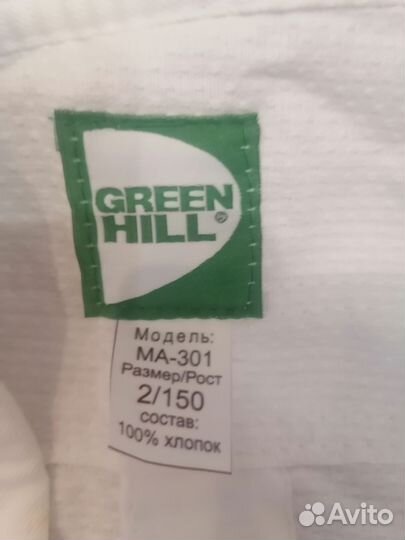 GREEN
HILL®
Модель:
МА-301
Размер/Рост
2/150
состав:
100% хлопок
Avito